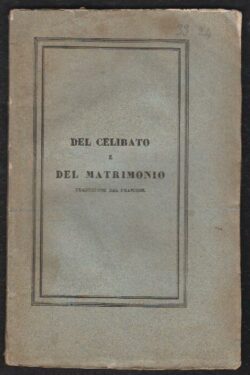 DEL CELIBATO
E
DEL MATRIMONIO
TRADUZIONE DAL FRANCESE.